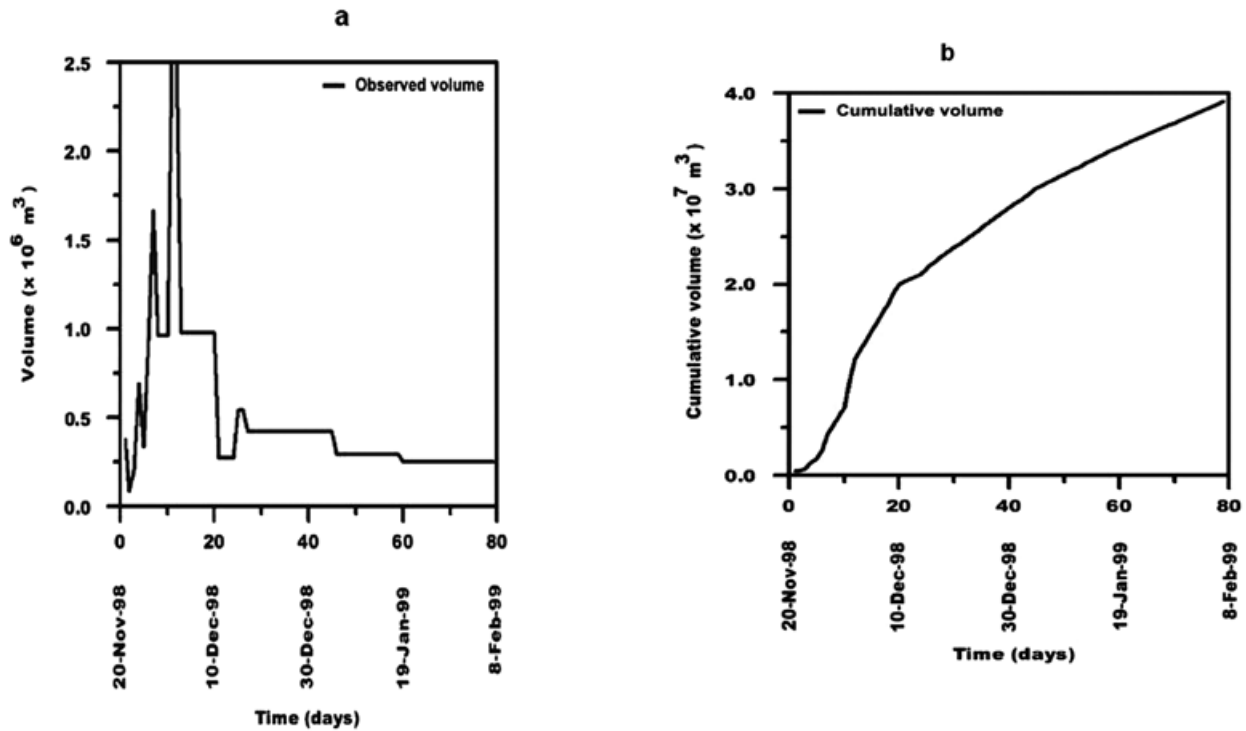 a
2.5
2.0
1.5
1.0
0.5
0.0
Volume (x 10⁶ m³)
Observed volume
0 20 40 60 80
20-Nov-98
10-Dec-98
30-Dec-98
19-Jan-99
8-Feb-99
Time (days)
b
4.0
3.0
2.0
1.0
0.0
Cumulative volume (x 10⁷ m³)
Cumulative volume
0 20 40 60 80
20-Nov-98
10-Dec-98
30-Dec-98
19-Jan-99
8-Feb-99
Time (days)